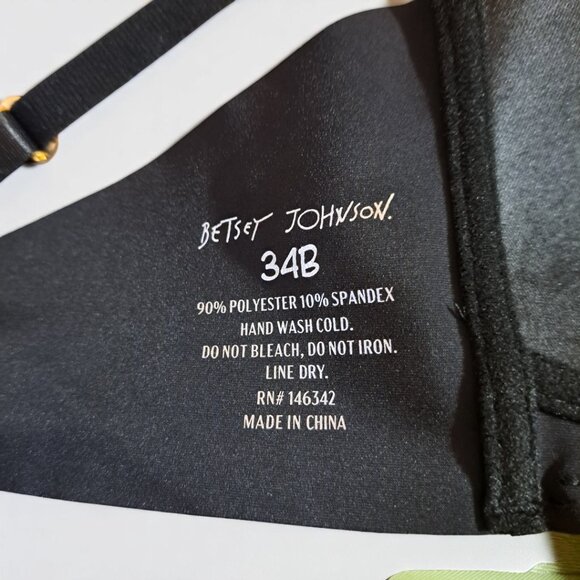 BETSEY JOHNSON.
34B
90% POLYESTER 10% SPANDEX
HAND WASH COLD.
DO NOT BLEACH, DO NOT IRON.
LINE DRY.
RN# 146342
MADE IN CHINA